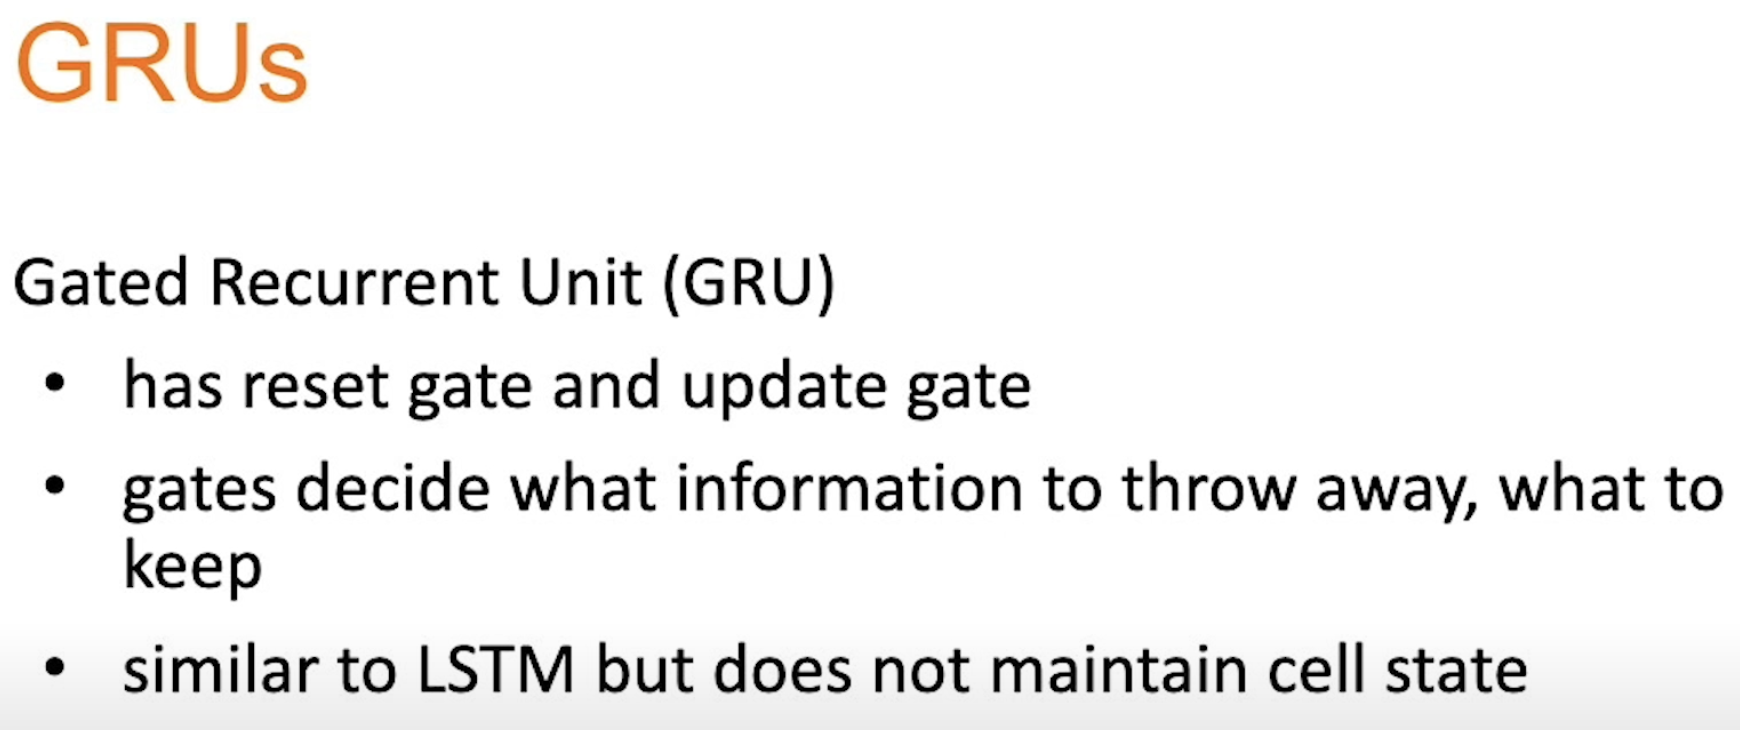 GRUs
Gated Recurrent Unit (GRU)
• has reset gate and update gate
• gates decide what information to throw away, what to
keep
• similar to LSTM but does not maintain cell state